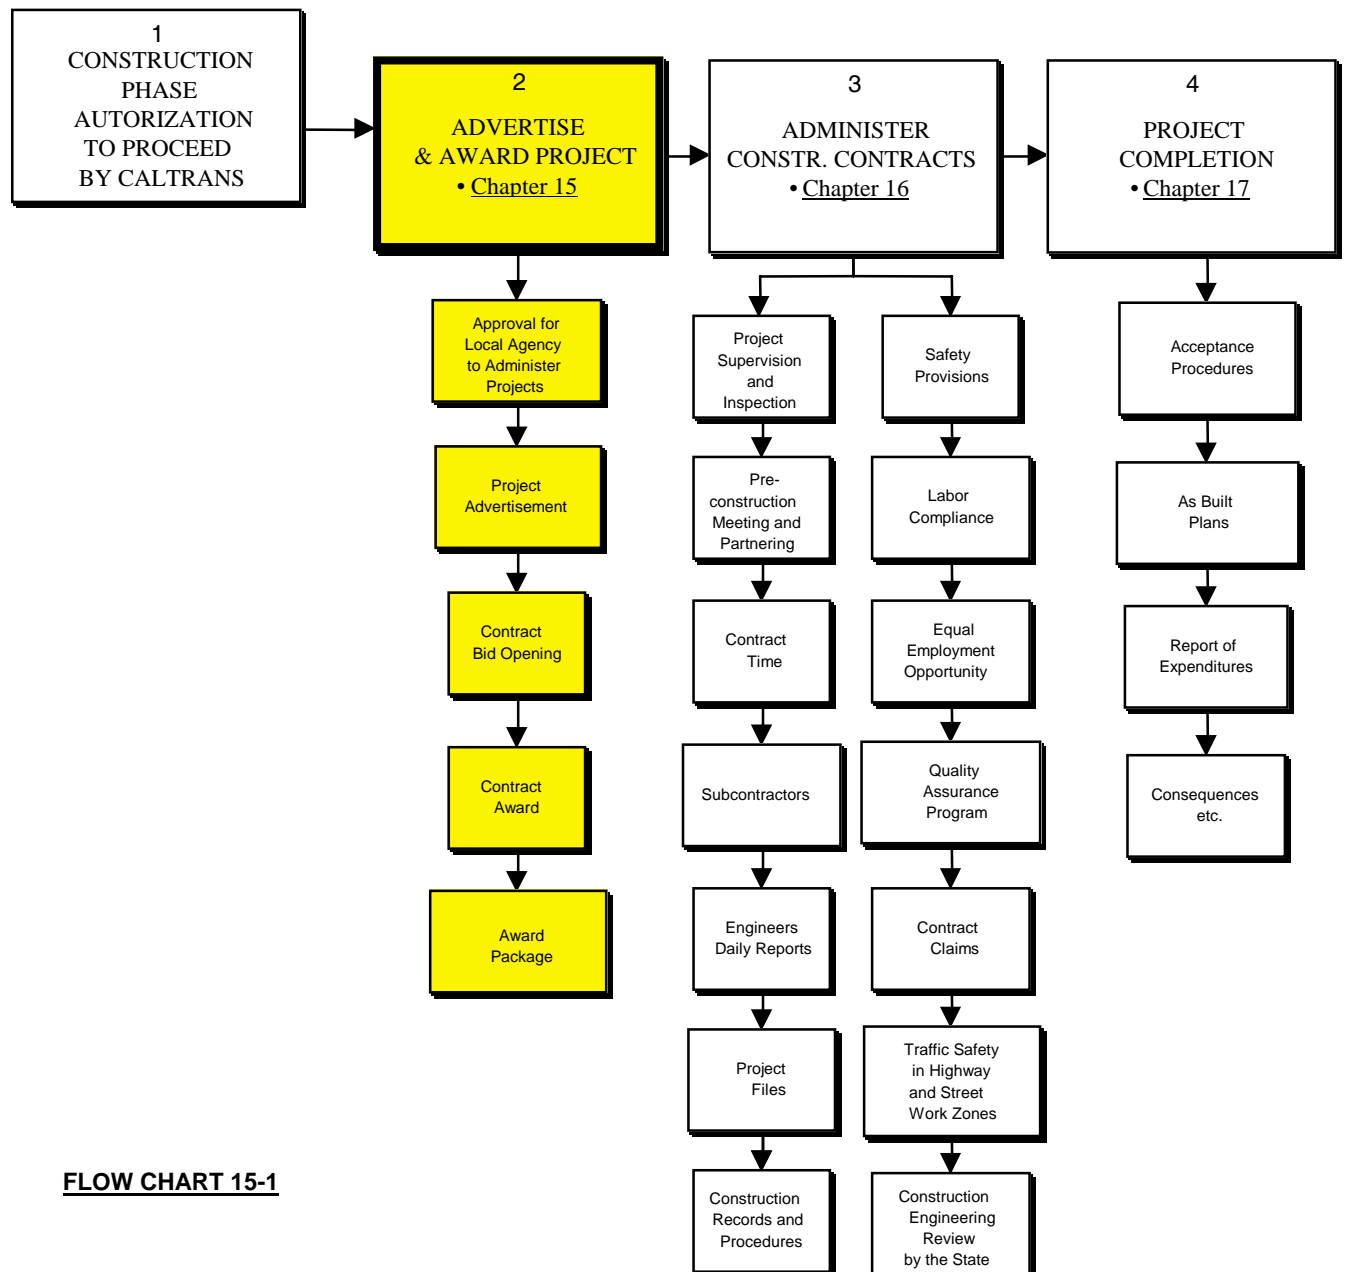 1
CONSTRUCTION
PHASE
AUTORIZATION
TO PROCEED
BY CALTRANS
2
ADVERTISE
& AWARD PROJECT
• Chapter 15
3
ADMINISTER
CONSTR. CONTRACTS
• Chapter 16
4
PROJECT
COMPLETION
• Chapter 17
Approval for
Local Agency
to Administer
Projects
Project
Advertisement
Contract
Bid Opening
Contract
Award
Award
Package
Project
Supervision
and
Inspection
Pre-
construction
Meeting and
Partnering
Contract
Time
Subcontractors
Engineers
Daily Reports
Project
Files
Construction
Records and
Procedures
Safety
Provisions
Labor
Compliance
Equal
Employment
Opportunity
Quality
Assurance
Program
Contract
Claims
Traffic Safety
in Highway
and Street
Work Zones
Construction
Engineering
Review
by the State
Acceptance
Procedures
As Built
Plans
Report of
Expenditures
Consequences
etc.
FLOW CHART 15-1